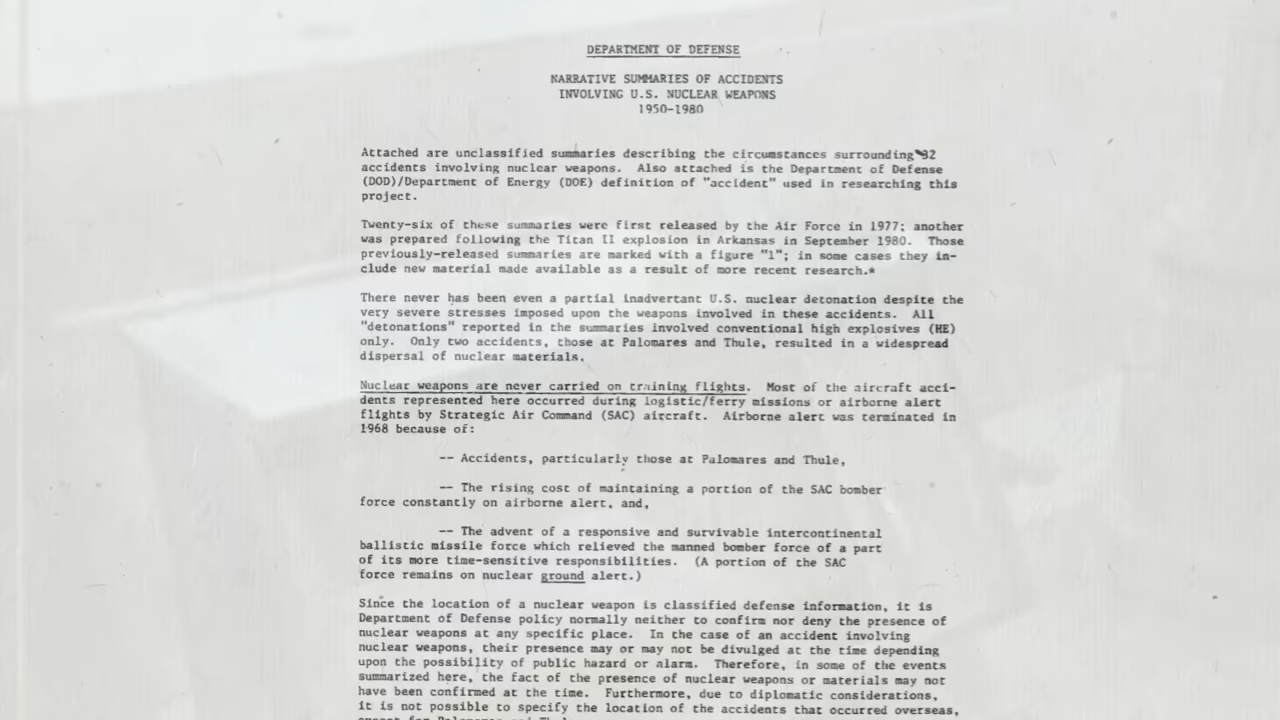 DEPARTMENT OF DEFENSE
NARRATIVE SUMMARIES OF ACCIDENTS
INVOLVING U.S. NUCLEAR WEAPONS
1950-1980
Attached are unclassified summaries describing the circumstances surrounding 32
accidents involving nuclear weapons. Also attached is the Department of Defense
(DOD)/Department of Energy (DOE) definition of "accident" used in researching this
project.
Twenty-six of these summaries were first released by the Air Force in 1977; another
was prepared following the Titan II explosion in Arkansas in September 1980. Those
previously-released summaries are marked with a figure "1"; in some cases they in-
clude new material made available as a result of more recent research.*
There never has been even a partial inadvertant U.S. nuclear detonation despite the
very severe stresses imposed upon the weapons involved in these accidents. All
"detonations" reported in the summaries involved conventional high explosives (HE)
only. Only two accidents, those at Palomares and Thule, resulted in a widespread
dispersal of nuclear materials.
Nuclear weapons are never carried on training flights. Most of the aircraft acci-
dents represented here occurred during logistic/ferry missions or airborne alert
flights by Strategic Air Command (SAC) aircraft. Airborne alert was terminated in
1968 because of:
-- Accidents, particularly those at Palomares and Thule,
-- The rising cost of maintaining a portion of the SAC bomber
force constantly on airborne alert, and,
-- The advent of a responsive and survivable intercontinental
ballistic missile force which relieved the manned bomber force of a part
of its more time-sensitive responsibilities. (A portion of the SAC
force remains on nuclear ground alert.)
Since the location of a nuclear weapon is classified defense information, it is
Department of Defense policy normally neither to confirm nor deny the presence of
nuclear weapons at any specific place. In the case of an accident involving
nuclear weapons, their presence may or may not be divulged at the time depending
upon the possibility of public hazard or alarm. Therefore, in some of the events
summarized here, the fact of the presence of nuclear weapons or materials may not
have been confirmed at the time. Furthermore, due to diplomatic considerations,
it is not possible to specify the location of the accidents that occurred overseas,